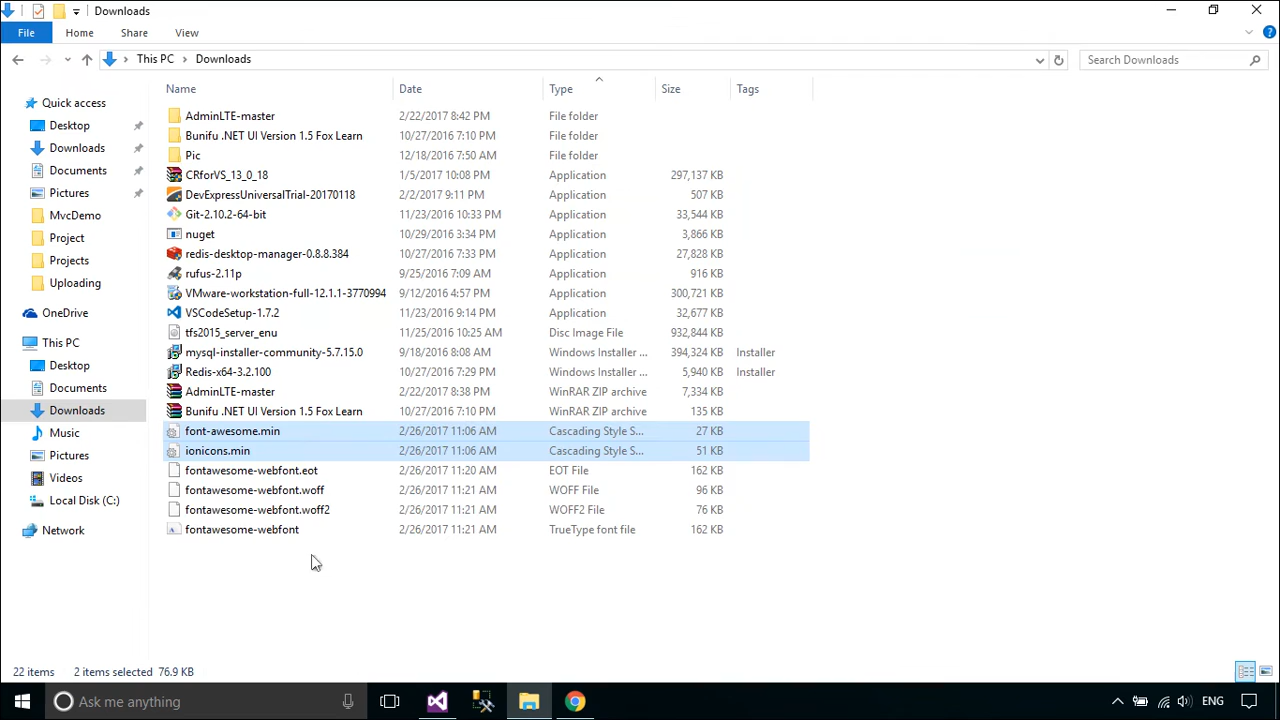 Downloads
File Home Share View
This PC Downloads Search Downloads
Name Date Type Size Tags
Quick access
Desktop
Downloads
Documents
Pictures
MvcDemo
Project
Projects
Uploading
OneDrive
This PC
Desktop
Documents
Downloads
Music
Pictures
Videos
Local Disk (C:)
Network
AdminLTE-master 2/22/2017 8:42 PM File folder
Bunifu .NET UI Version 1.5 Fox Learn 10/27/2016 7:10 PM File folder
Pic 12/18/2016 7:50 AM File folder
CRforVS_13_0_18 1/5/2017 10:08 PM Application 297,137 KB
DevExpressUniversalTrial-20170118 2/2/2017 9:11 PM Application 507 KB
Git-2.10.2-64-bit 11/23/2016 10:33 PM Application 33,544 KB
nuget 10/29/2016 3:34 PM Application 3,866 KB
redis-desktop-manager-0.8.8.384 10/27/2016 7:33 PM Application 27,828 KB
rufus-2.11p 9/25/2016 7:09 AM Application 916 KB
VMware-workstation-full-12.1.1-3770994 9/12/2016 4:57 PM Application 300,721 KB
VSCodeSetup-1.7.2 11/23/2016 9:14 PM Application 32,677 KB
tfs2015_server_enu 11/25/2016 10:25 AM Disc Image File 932,844 KB
mysql-installer-community-5.7.15.0 9/18/2016 8:08 AM Windows Installer ... 394,324 KB Installer
Redis-x64-3.2.100 10/27/2016 7:29 PM Windows Installer ... 5,940 KB Installer
AdminLTE-master 2/22/2017 8:38 PM WinRAR ZIP archive 7,334 KB
Bunifu .NET UI Version 1.5 Fox Learn 10/27/2016 7:10 PM WinRAR ZIP archive 135 KB
font-awesome.min 2/26/2017 11:06 AM Cascading Style S... 27 KB
ionicons.min 2/26/2017 11:06 AM Cascading Style S... 51 KB
fontawesome-webfont.eot 2/26/2017 11:20 AM EOT File 162 KB
fontawesome-webfont.woff 2/26/2017 11:21 AM WOFF File 96 KB
fontawesome-webfont.woff2 2/26/2017 11:21 AM WOFF2 File 76 KB
fontawesome-webfont 2/26/2017 11:21 AM TrueType font file 162 KB
22 items 2 items selected 76.9 KB
Ask me anything ENG